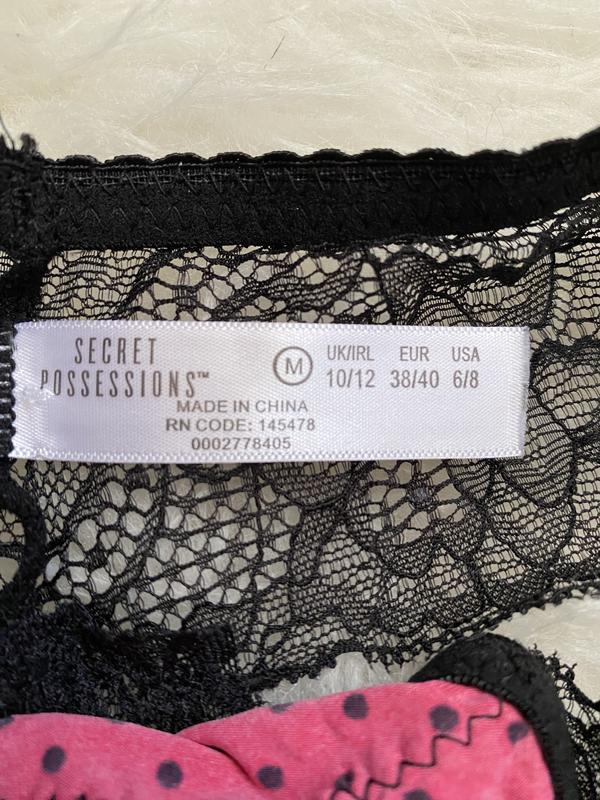 SECRET
POSSESSIONS™
M
UK/IRL EUR USA
10/12 38/40 6/8
MADE IN CHINA
RN CODE: 145478
0002778405